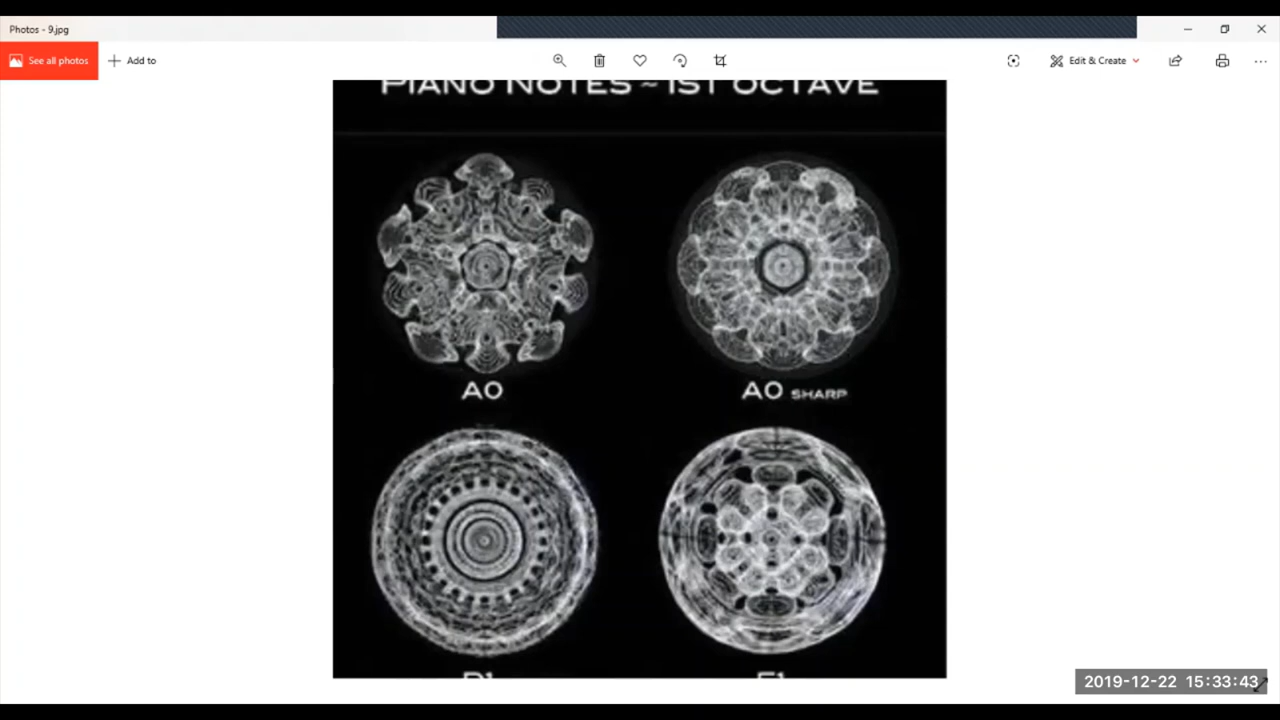 Photos - 9.jpg
See all photos
Add to
Edit & Create
PIANO NOTES ~ 1ST OCTAVE
A0
A0 SHARP
2019-12-22 15:33:43